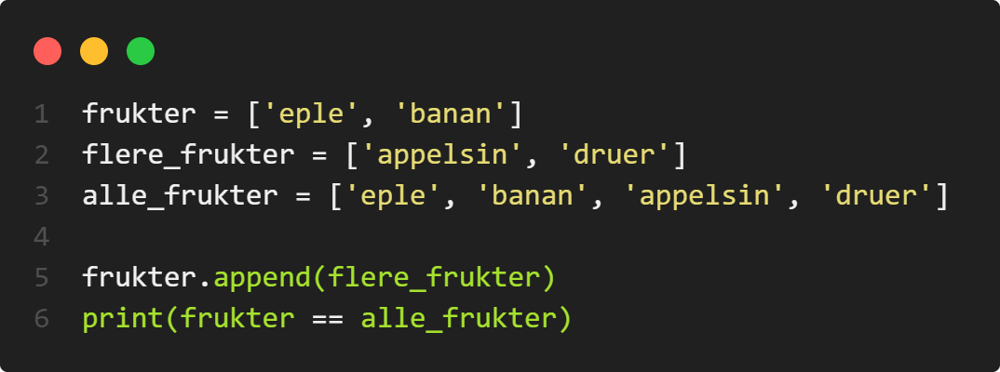 1 frukter = ['eple', 'banan']
2 flere_frukter = ['appelsin', 'druer']
3 alle_frukter = ['eple', 'banan', 'appelsin', 'druer']
4
5 frukter.append(flere_frukter)
6 print(frukter == alle_frukter)